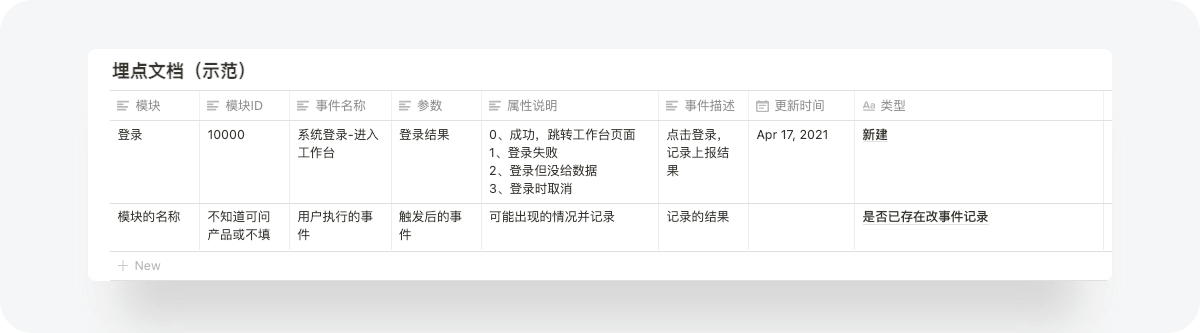 埋点文档（示范）
模块 模块ID 事件名称 参数 属性说明 事件描述 更新时间 Aa 类型
登录 10000 系统登录-进入 登录结果 0、成功，跳转工作台页面 点击登录， Apr 17, 2021 新建
工作台 1、登录失败 记录上报结
2、登录但没给数据 果
3、登录时取消
模块的名称 不知道可问 用户执行的事 触发后的事 可能出现的情况并记录 记录的结果 是否已存在改事件记录
产品或不填 件 件
+ New